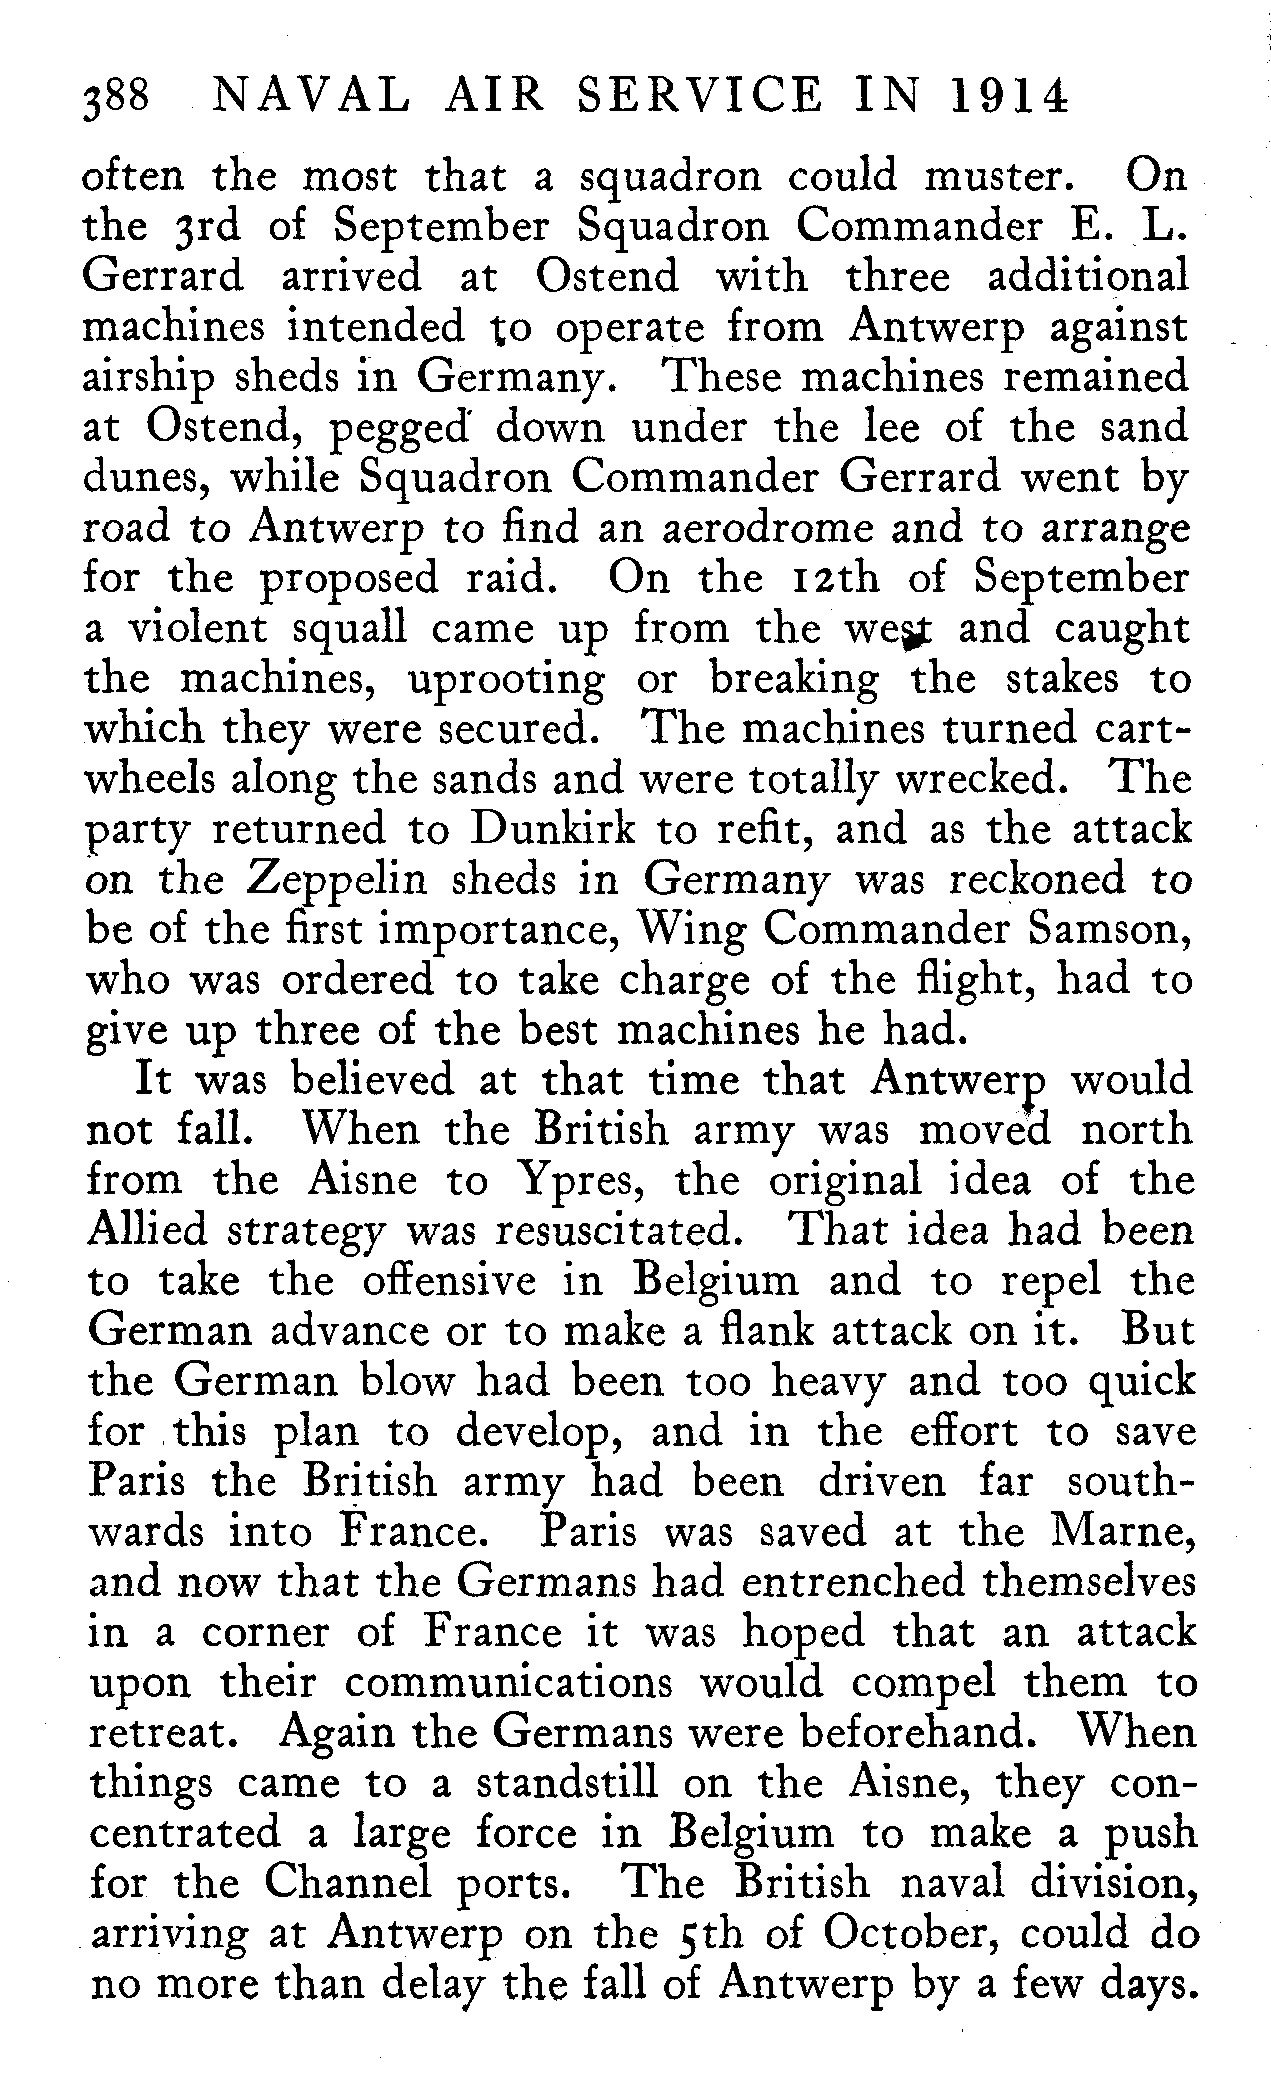 388 NAVAL AIR SERVICE IN 1914
often the most that a squadron could muster. On
the 3rd of September Squadron Commander E. L.
Gerrard arrived at Ostend with three additional
machines intended to operate from Antwerp against
airship sheds in Germany. These machines remained
at Ostend, pegged down under the lee of the sand
dunes, while Squadron Commander Gerrard went by
road to Antwerp to find an aerodrome and to arrange
for the proposed raid. On the 12th of September
a violent squall came up from the west and caught
the machines, uprooting or breaking the stakes to
which they were secured. The machines turned cart-
wheels along the sands and were totally wrecked. The
party returned to Dunkirk to refit, and as the attack
on the Zeppelin sheds in Germany was reckoned to
be of the first importance, Wing Commander Samson,
who was ordered to take charge of the flight, had to
give up three of the best machines he had.
It was believed at that time that Antwerp would
not fall. When the British army was moved north
from the Aisne to Ypres, the original idea of the
Allied strategy was resuscitated. That idea had been
to take the offensive in Belgium and to repel the
German advance or to make a flank attack on it. But
the German blow had been too heavy and too quick
for this plan to develop, and in the effort to save
Paris the British army had been driven far south-
wards into France. Paris was saved at the Marne,
and now that the Germans had entrenched themselves
in a corner of France it was hoped that an attack
upon their communications would compel them to
retreat. Again the Germans were beforehand. When
things came to a standstill on the Aisne, they con-
centrated a large force in Belgium to make a push
for the Channel ports. The British naval division,
arriving at Antwerp on the 5th of October, could do
no more than delay the fall of Antwerp by a few days.